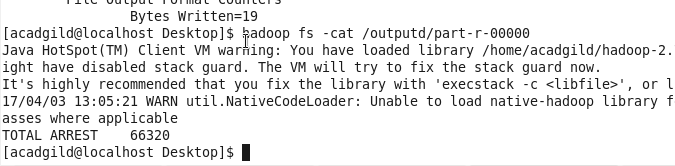 File Output Format Counters
Bytes Written=19
[acadgild@localhost Desktop]$ hadoop fs -cat /outputd/part-r-00000
Java HotSpot(TM) Client VM warning: You have loaded library /home/acadgild/hadoop-2.
ight have disabled stack guard. The VM will try to fix the stack guard now.
It's highly recommended that you fix the library with 'execstack -c <libfile>', or l
17/04/03 13:05:21 WARN util.NativeCodeLoader: Unable to load native-hadoop library f
asses where applicable
TOTAL ARREST    66320
[acadgild@localhost Desktop]$